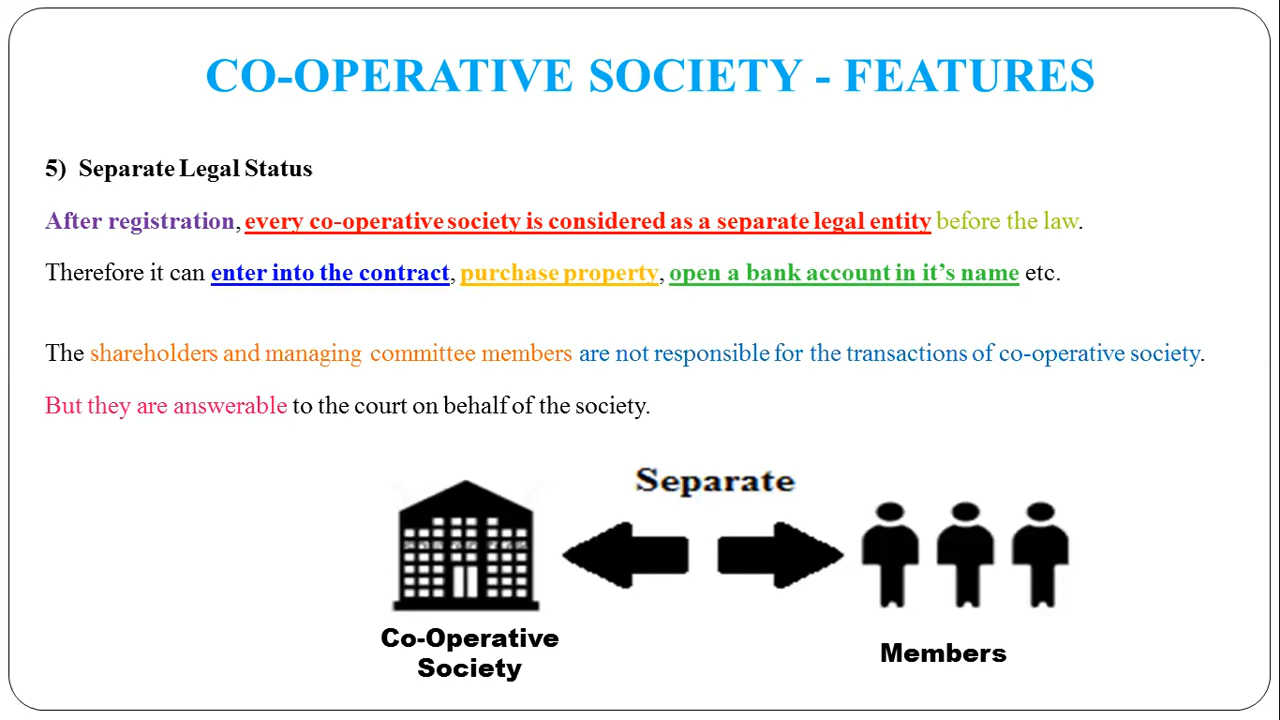 CO-OPERATIVE SOCIETY - FEATURES
5) Separate Legal Status
After registration, every co-operative society is considered as a separate legal entity before the law.
Therefore it can enter into the contract, purchase property, open a bank account in it’s name etc.
The shareholders and managing committee members are not responsible for the transactions of co-operative society.
But they are answerable to the court on behalf of the society.
Separate
Co-Operative
Society
Members